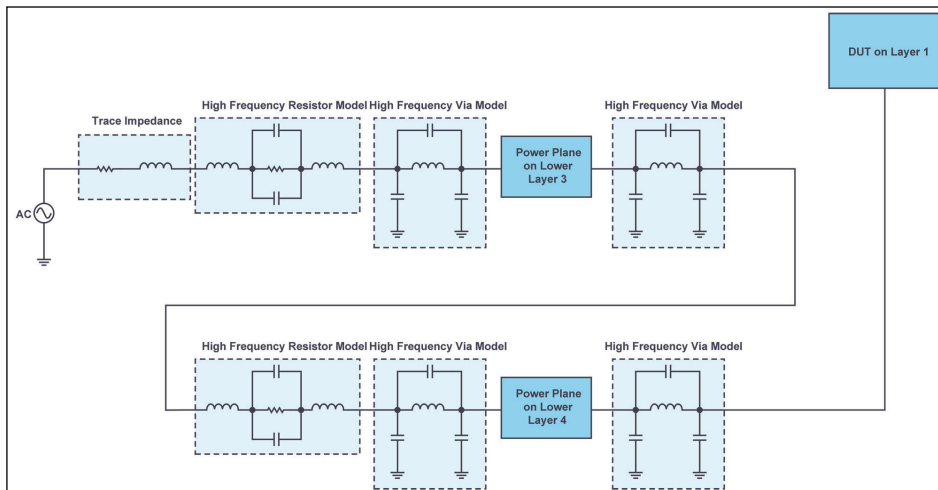 DUT on Layer 1
High Frequency Resistor Model
High Frequency Via Model
High Frequency Via Model
Trace Impedance
Power Plane
on Lower
Layer 3
AC
High Frequency Resistor Model
High Frequency Via Model
High Frequency Via Model
Power Plane
on Lower
Layer 4